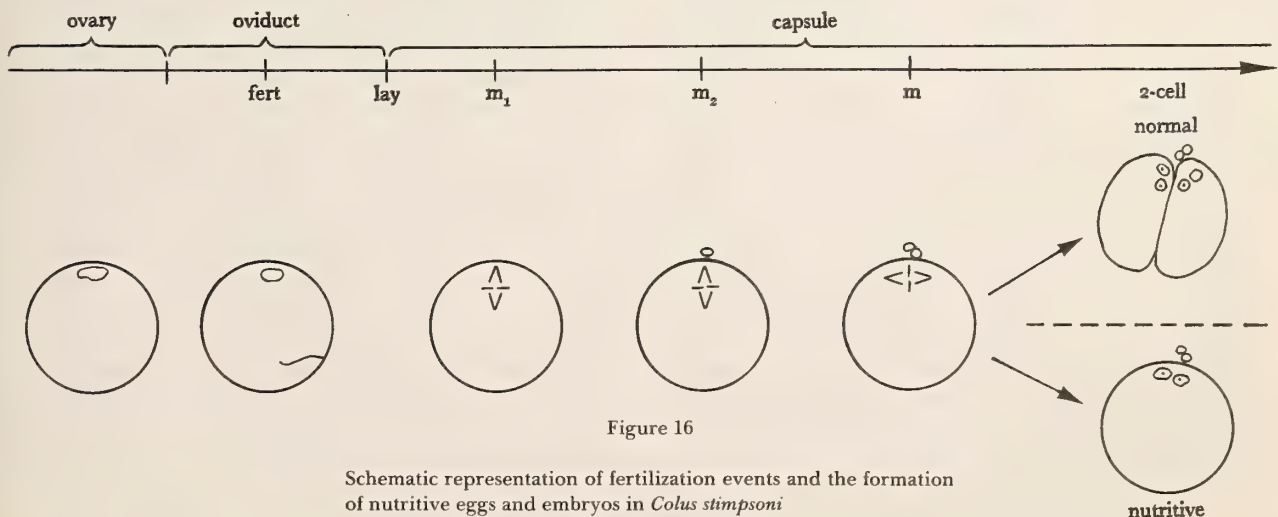 ovary oviduct capsule
fert lay m₁ m₂ m 2-cell
normal
Figure 16
Schematic representation of fertilization events and the formation
of nutritive eggs and embryos in Colus stimpsoni
nutritive